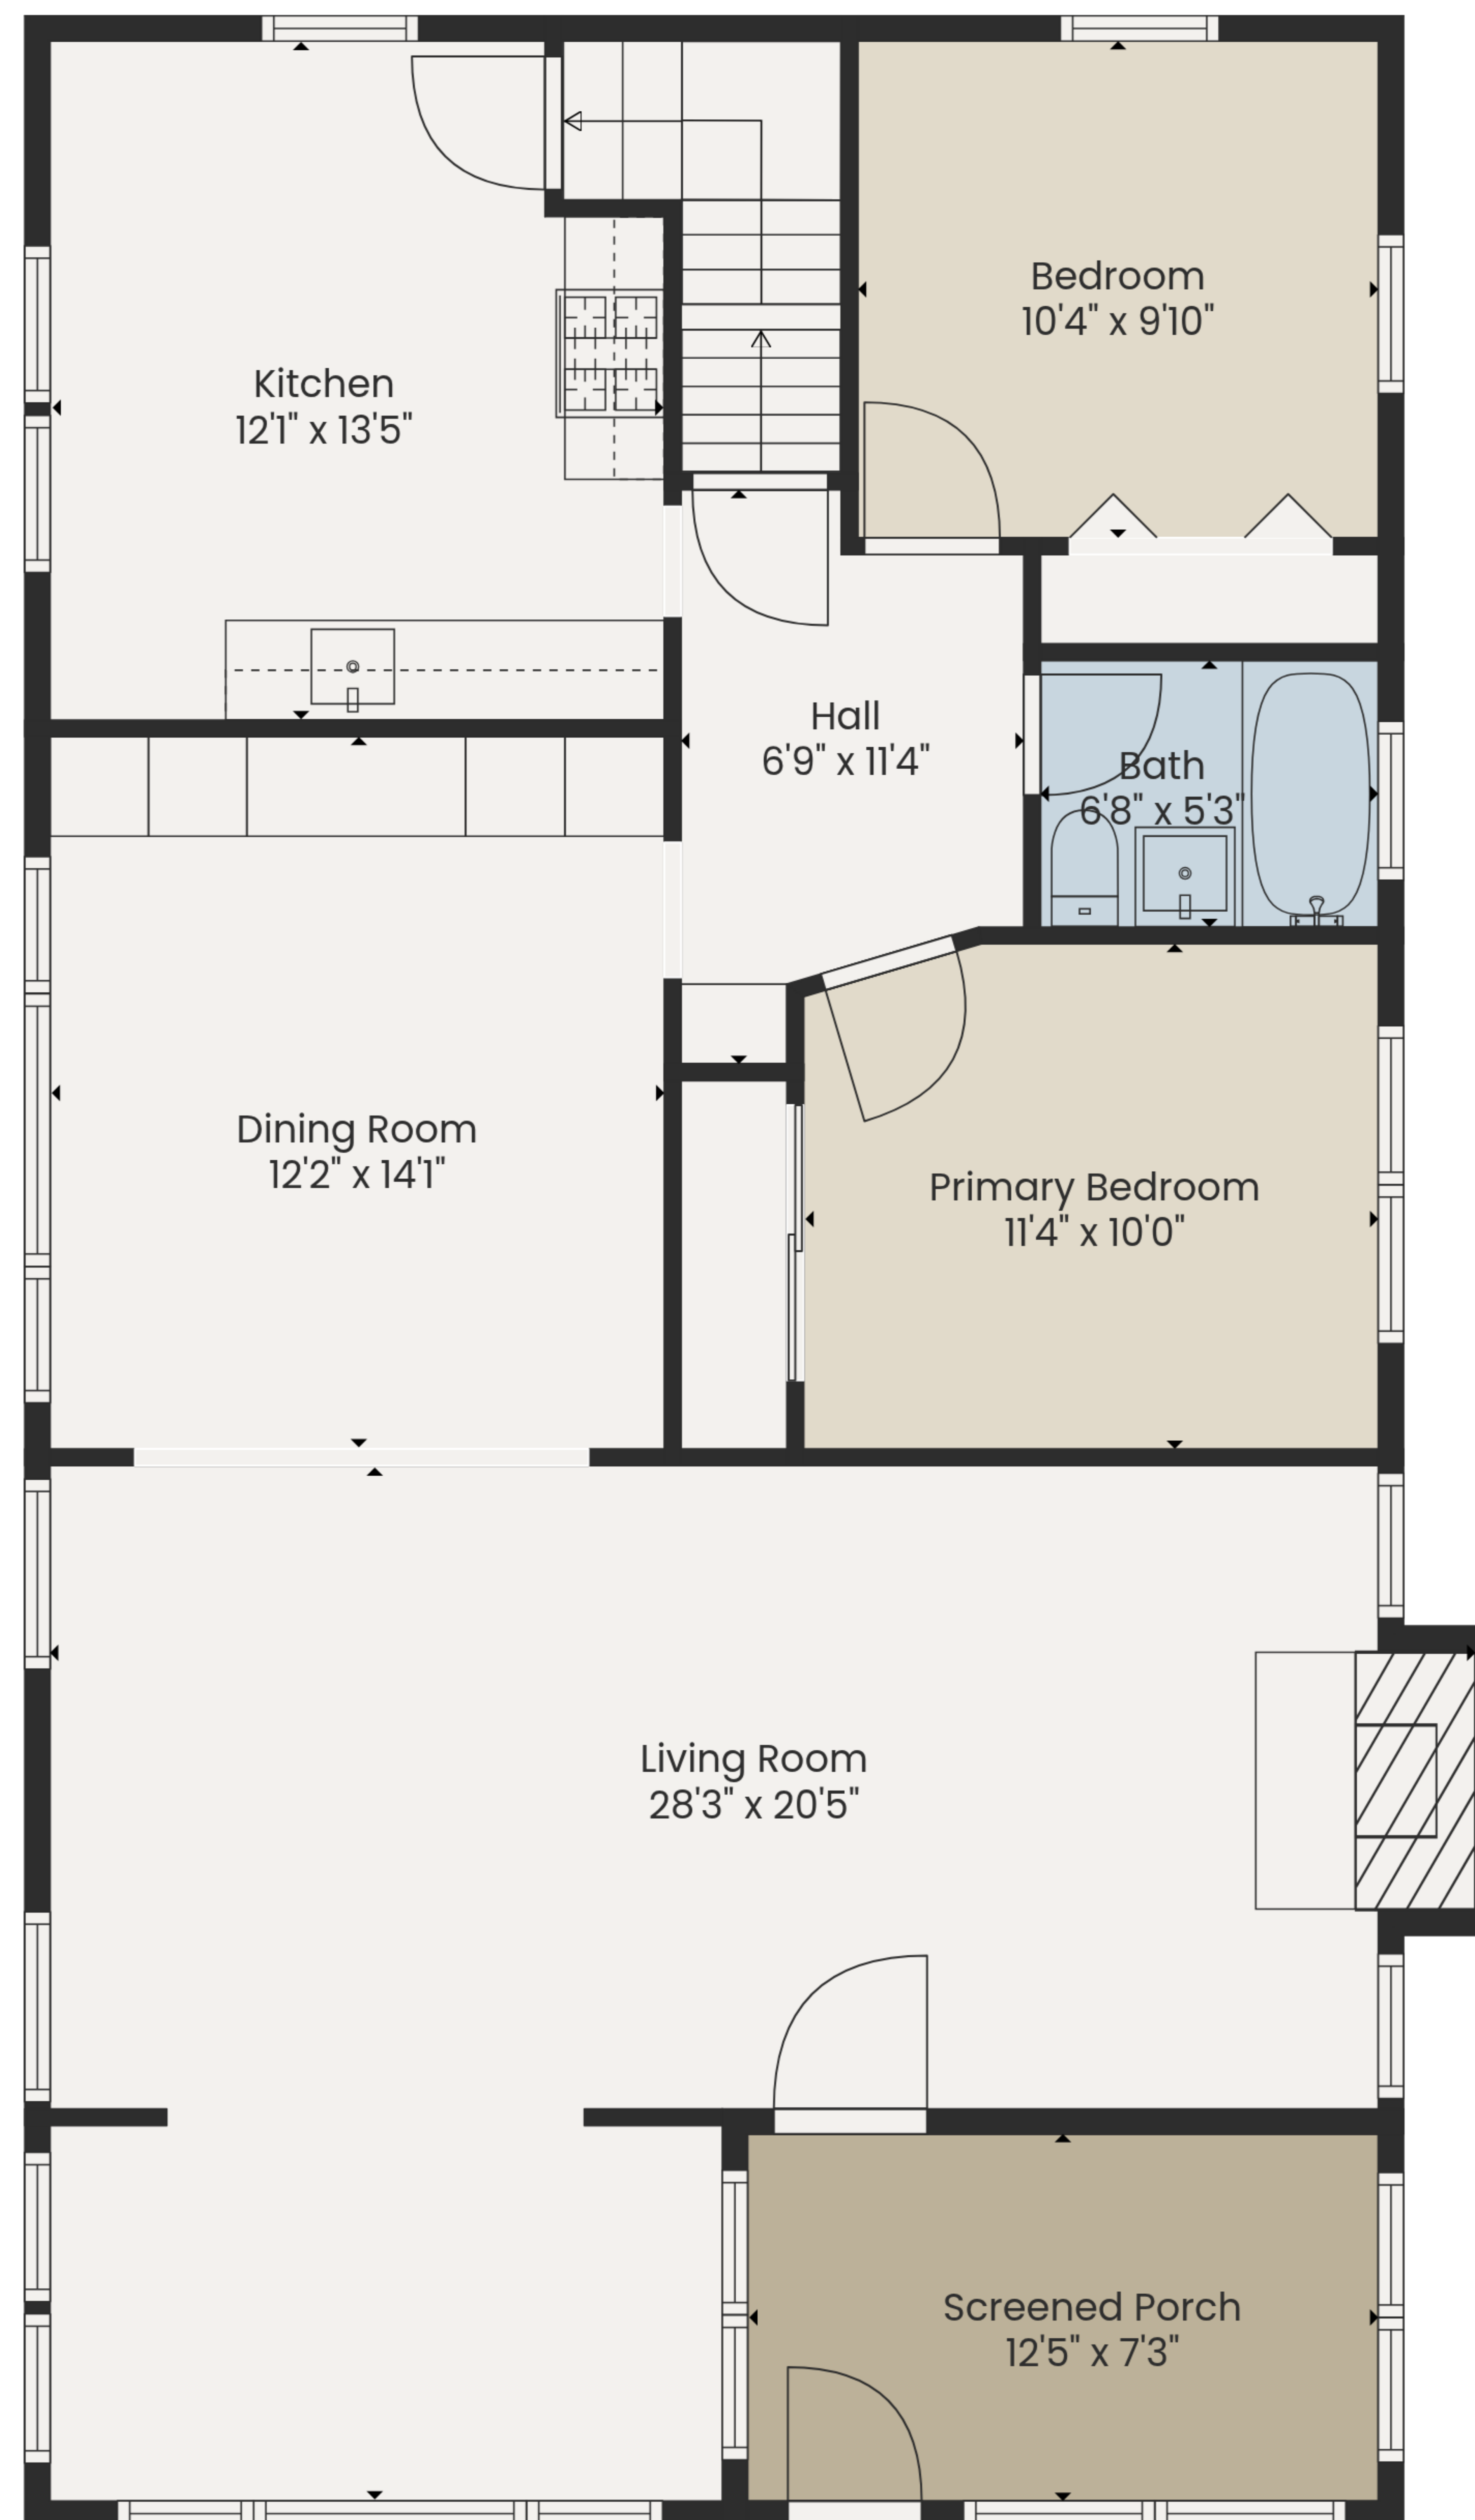 Bedroom
10'4" x 9'10"
Kitchen
12'1" x 13'5"
Hall
6'9" x 11'4"
Bath
6'8" x 5'3"
Dining Room
12'2" x 14'1"
Primary Bedroom
11'4" x 10'0"
Living Room
28'3" x 20'5"
Screened Porch
12'5" x 7'3"